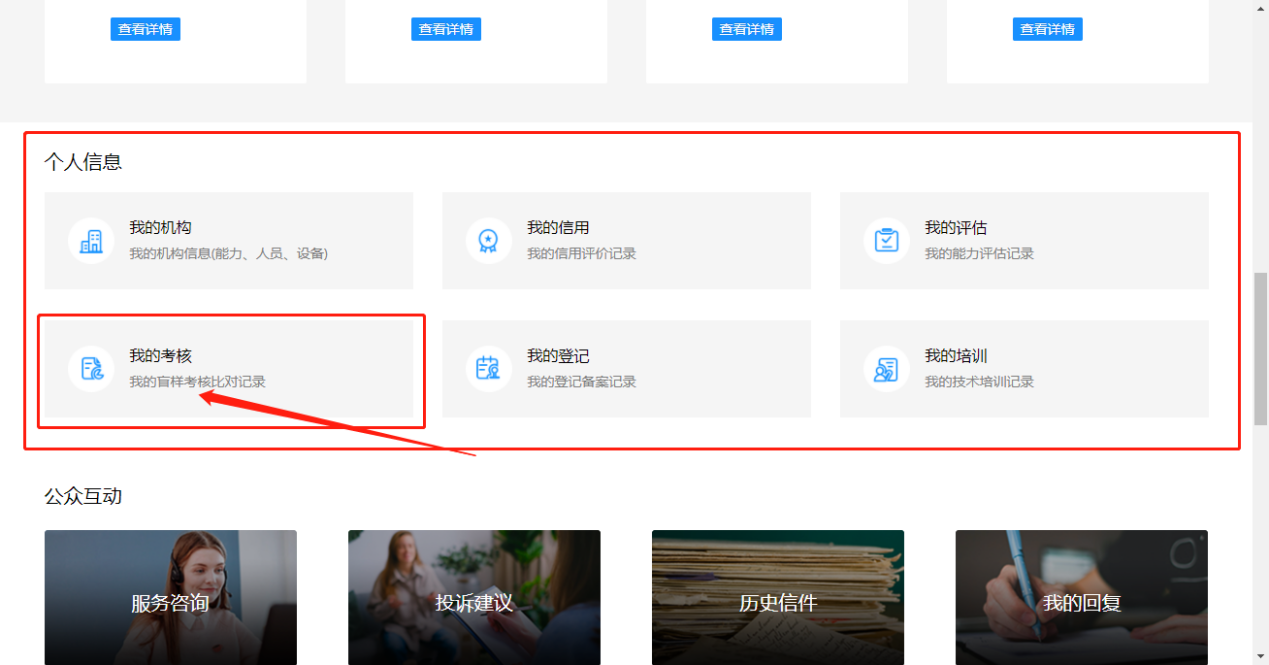 查看详情
查看详情
查看详情
查看详情
个人信息
我的机构
我的机构信息(能力、人员、设备)
我的信用
我的信用评价记录
我的评估
我的能力评估记录
我的考核
我的盲样考核比对记录
我的登记
我的登记备案记录
我的培训
我的技术培训记录
公众互动
服务咨询
投诉建议
历史信件
我的回复